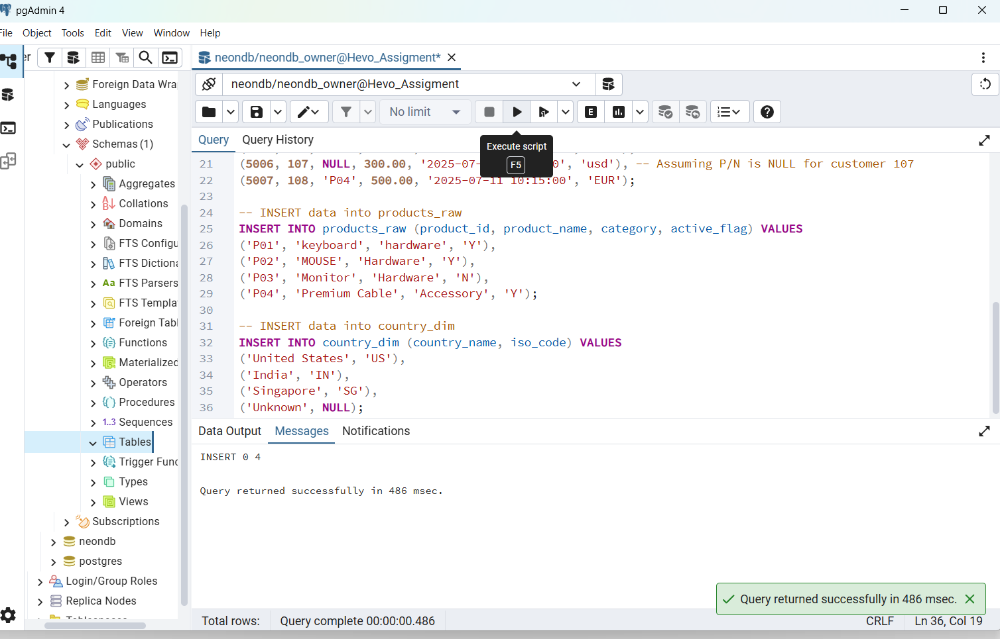 pgAdmin 4
File Object Tools Edit View Window Help
er
neondb/neondb_owner@Hevo_Assigment*
Foreign Data Wra
neondb/neondb_owner@Hevo_Assigment
Languages
Publications
No limit
E
Schemas (1)
Query Query History
Execute script
F5
public
21 (5006, 107, NULL, 300.00, '2025-07- 0', 'usd'), -- Assuming P/N is NULL for customer 107
Aggregates
22 (5007, 108, 'P04', 500.00, '2025-07-11 10:15:00', 'EUR');
23
Collations
24 -- INSERT data into products_raw
Domains
25 INSERT INTO products_raw (product_id, product_name, category, active_flag) VALUES
FTS Configu
26 ('P01', 'keyboard', 'hardware', 'Y'),
FTS Dictiona
27 ('P02', 'MOUSE', 'Hardware', 'Y'),
Aa FTS Parsers
28 ('P03', 'Monitor', 'Hardware', 'N'),
29 ('P04', 'Premium Cable', 'Accessory', 'Y');
FTS Templa
30
Foreign Tabl
31 -- INSERT data into country_dim
Functions
32 INSERT INTO country_dim (country_name, iso_code) VALUES
Materialized
33 ('United States', 'US'),
Operators
34 ('India', 'IN'),
35 ('Singapore', 'SG'),
Procedures
36 ('Unknown', NULL);
1..3 Sequences
Data Output Messages Notifications
Tables
INSERT 0 4
Trigger Func
Types
Query returned successfully in 486 msec.
Views
Subscriptions
neondb
postgres
Login/Group Roles
Replica Nodes
Query returned successfully in 486 msec.
Tablespaces
Total rows: Query complete 00:00:00.486 CRLF Ln 36, Col 19